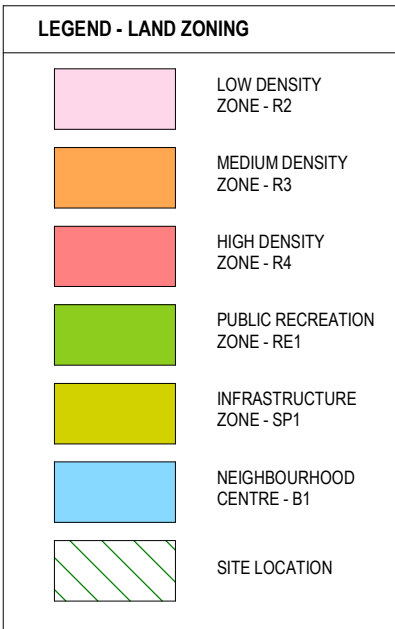 LEGEND - LAND ZONING
LOW DENSITY
ZONE - R2
MEDIUM DENSITY
ZONE - R3
HIGH DENSITY
ZONE - R4
PUBLIC RECREATION
ZONE - RE1
INFRASTRUCTURE
ZONE - SP1
NEIGHBOURHOOD
CENTRE - B1
SITE LOCATION